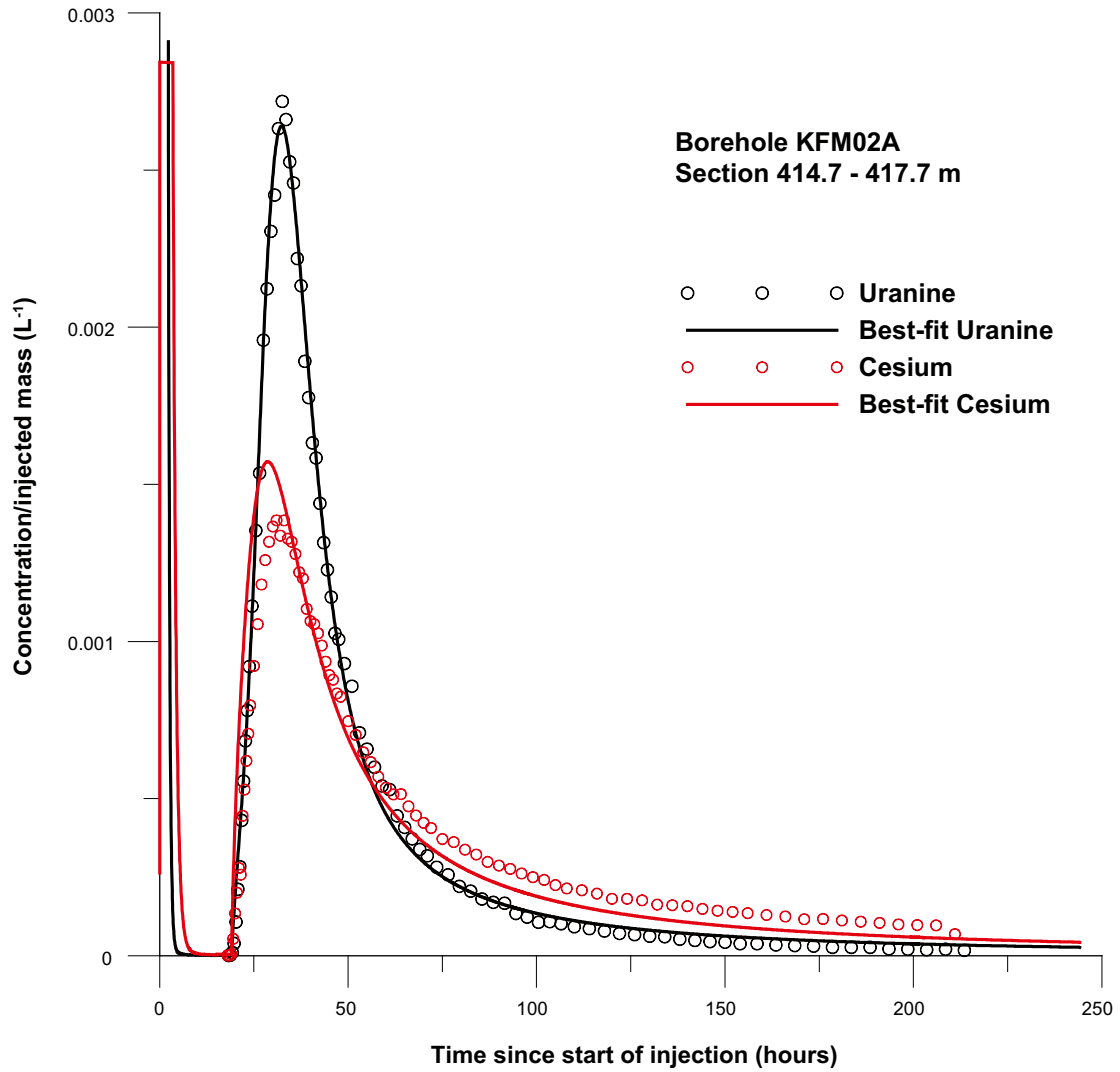 0.003
0.002
0.001
0
Concentration/injected mass (L⁻¹)
Borehole KFM02A
Section 414.7 - 417.7 m
Uranine
Best-fit Uranine
Cesium
Best-fit Cesium
0 50 100 150 200 250
Time since start of injection (hours)